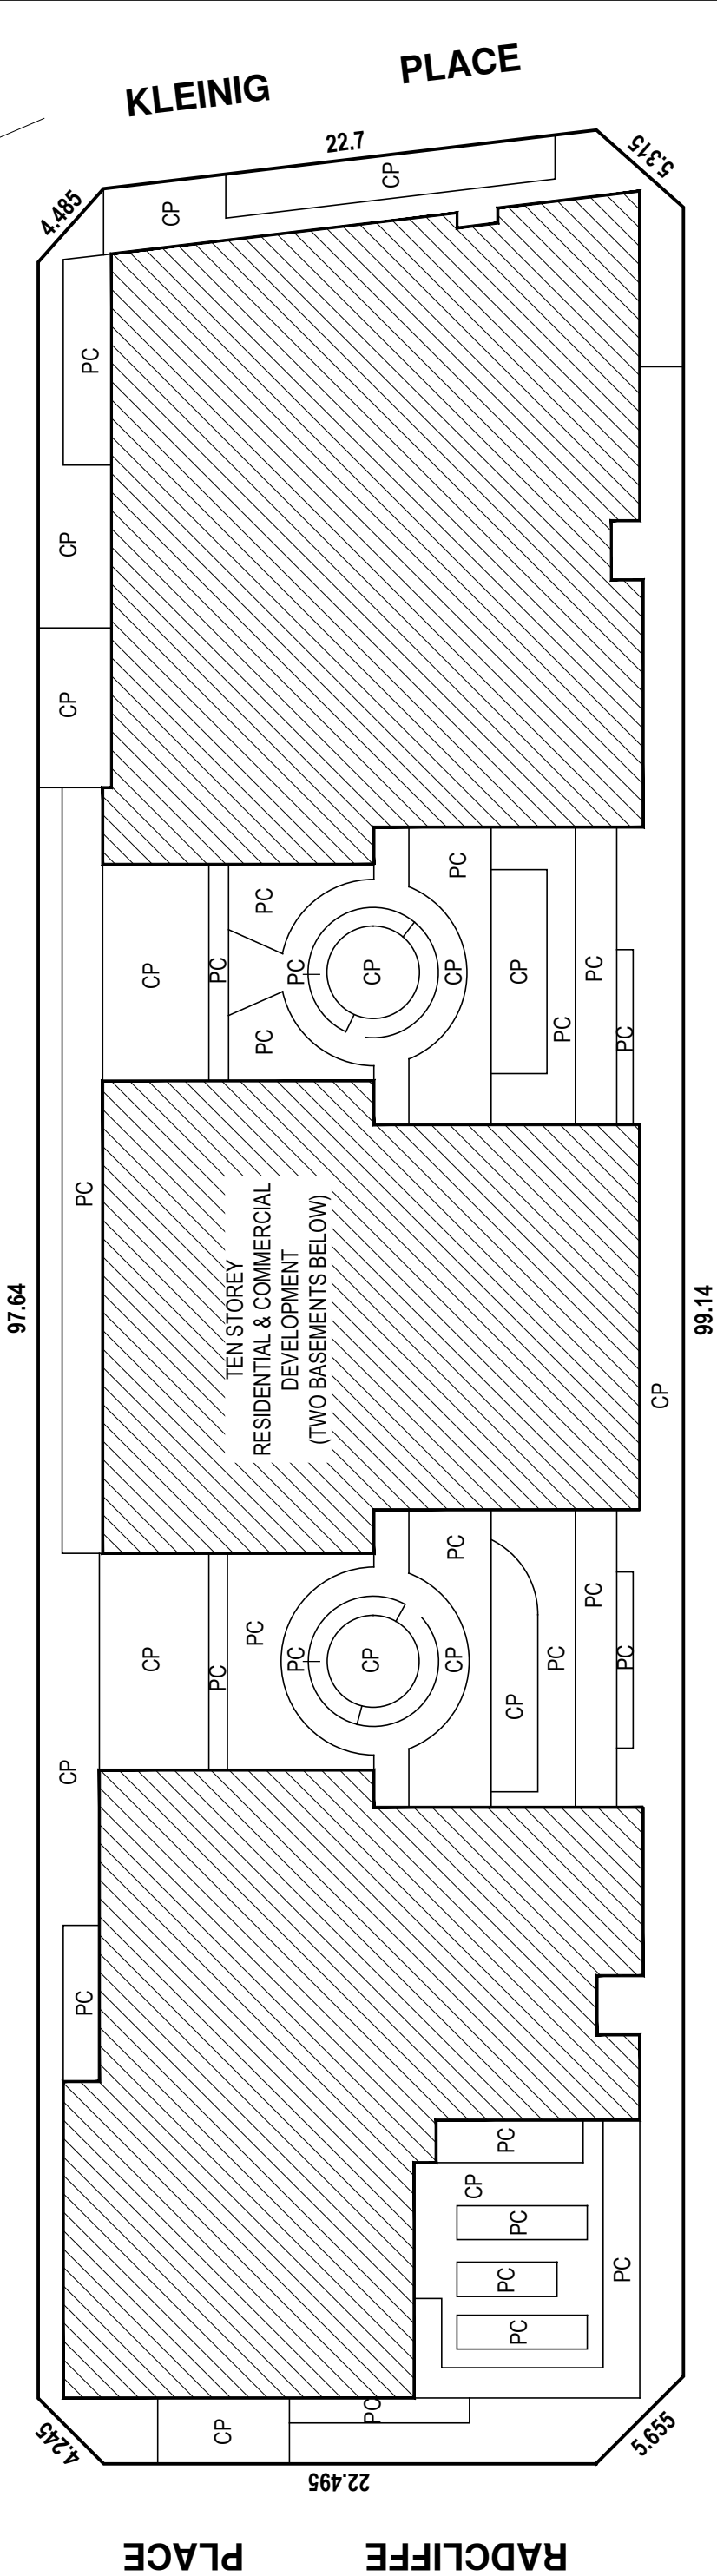 KLEINIG PLACE
22.7
5.315
4.485
CP
CP
PC
CP
CP
PC
PC
CP
PC
PC
CP
CP
CP
PC
PC
PC
PC
PC
97.64
TEN STOREY
RESIDENTIAL & COMMERCIAL
DEVELOPMENT
(TWO BASEMENTS BELOW)
99.14
CP
PC
PC
PC
CP
PC
PC
CP
CP
PC
PC
CP
CP
PC
PC
CP
PC
PC
PC
PC
PC
PC
CP
4.245
22.495
5.655
RADCLIFFE PLACE